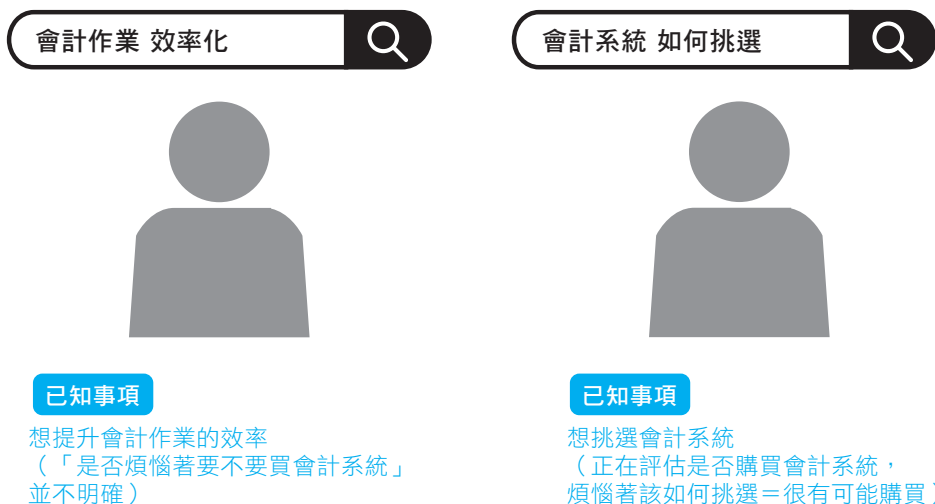 會計作業 效率化
會計系統 如何挑選
已知事項
想提升會計作業的效率
（「是否煩惱著要不要買會計系統」
並不明確）
已知事項
想挑選會計系統
（正在評估是否購買會計系統，
煩惱著該如何挑選＝很有可能購買）